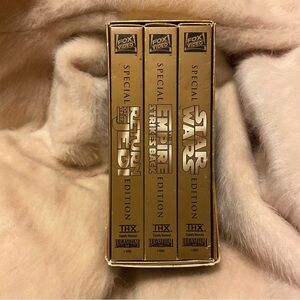 FOX
VIDEO
SPECIAL
RETURN
OF THE
JEDI
EDITION
THX
FOX
VIDEO
SPECIAL
THE
EMPIRE
STRIKES BACK
EDITION
THX
FOX
VIDEO
SPECIAL
STAR
WARS
EDITION
THX